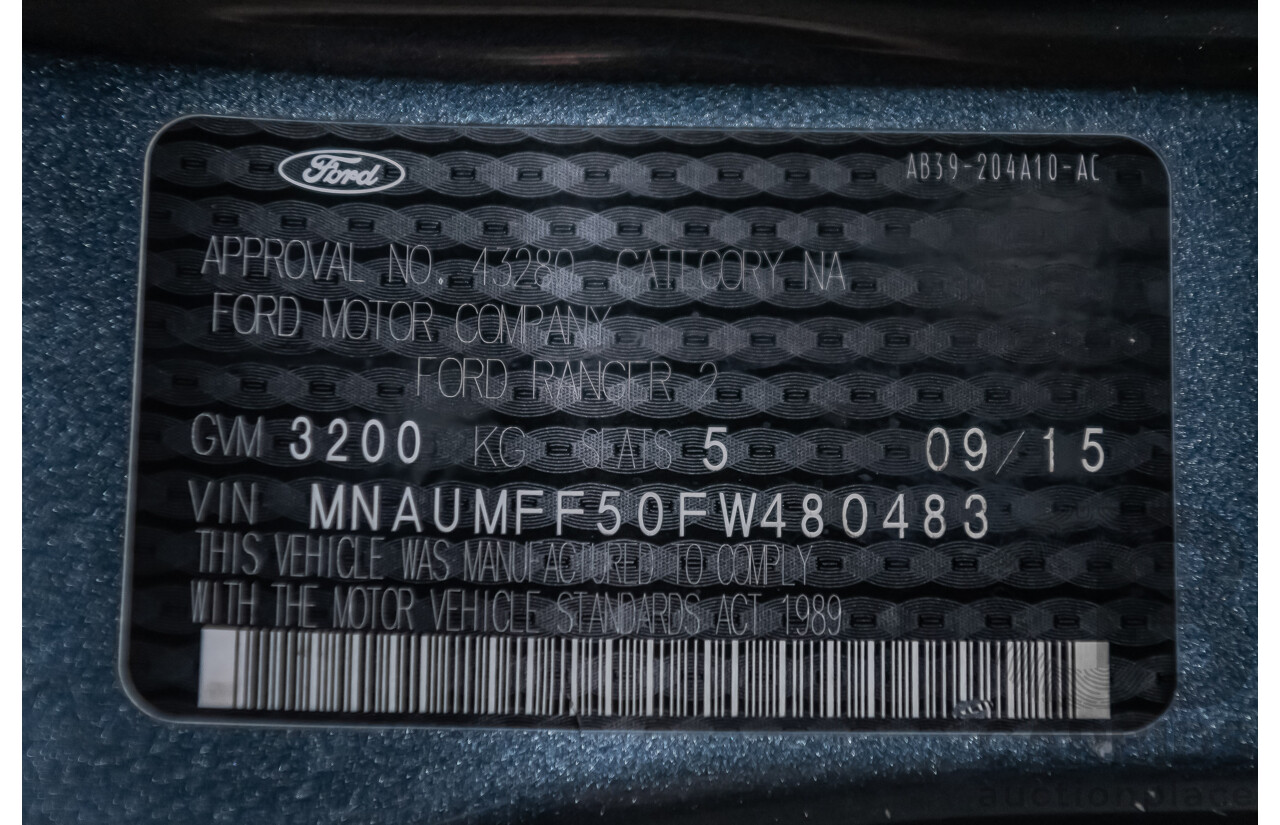 Ford
AB39-204A10-AC
APPROVAL NO. 43280 CATEGORY NA
FORD MOTOR COMPANY
FORD RANGER 2
GVM 3200 KG SEATS 5 09/15
VIN MNAUMFF50FW480483
THIS VEHICLE WAS MANUFACTURED TO COMPLY
WITH THE MOTOR VEHICLE STANDARDS ACT 1989
auctionplace